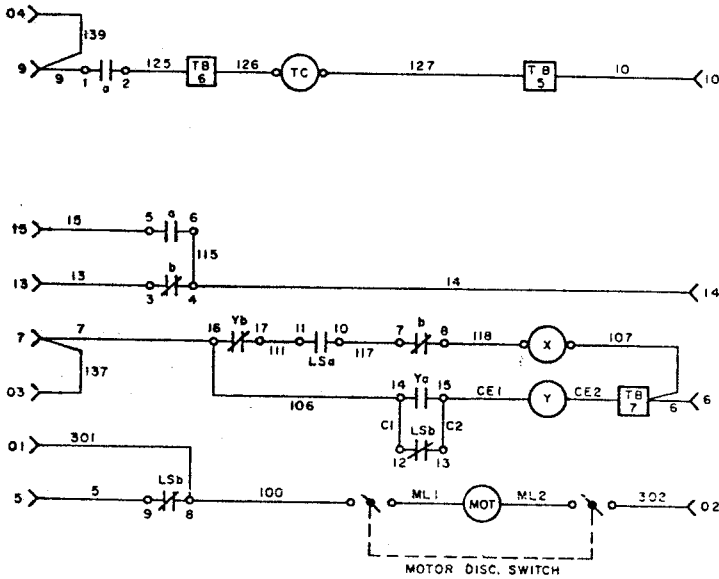 04
139
9
9
1
a
2
125
TB
6
126
TC
127
TB
5
10
10
15
15
5
a
6
115
13
13
b
3
4
14
14
7
7
16
Yb
17
111
11
LSa
10
117
7
b
8
118
X
107
137
03
106
14
Ya
15
CE1
Y
CE2
TB
7
6
6
C1
LSb
C2
12
13
01
301
5
5
LSb
9
8
100
ML1
MOT
ML2
302
02
MOTOR DISC. SWITCH